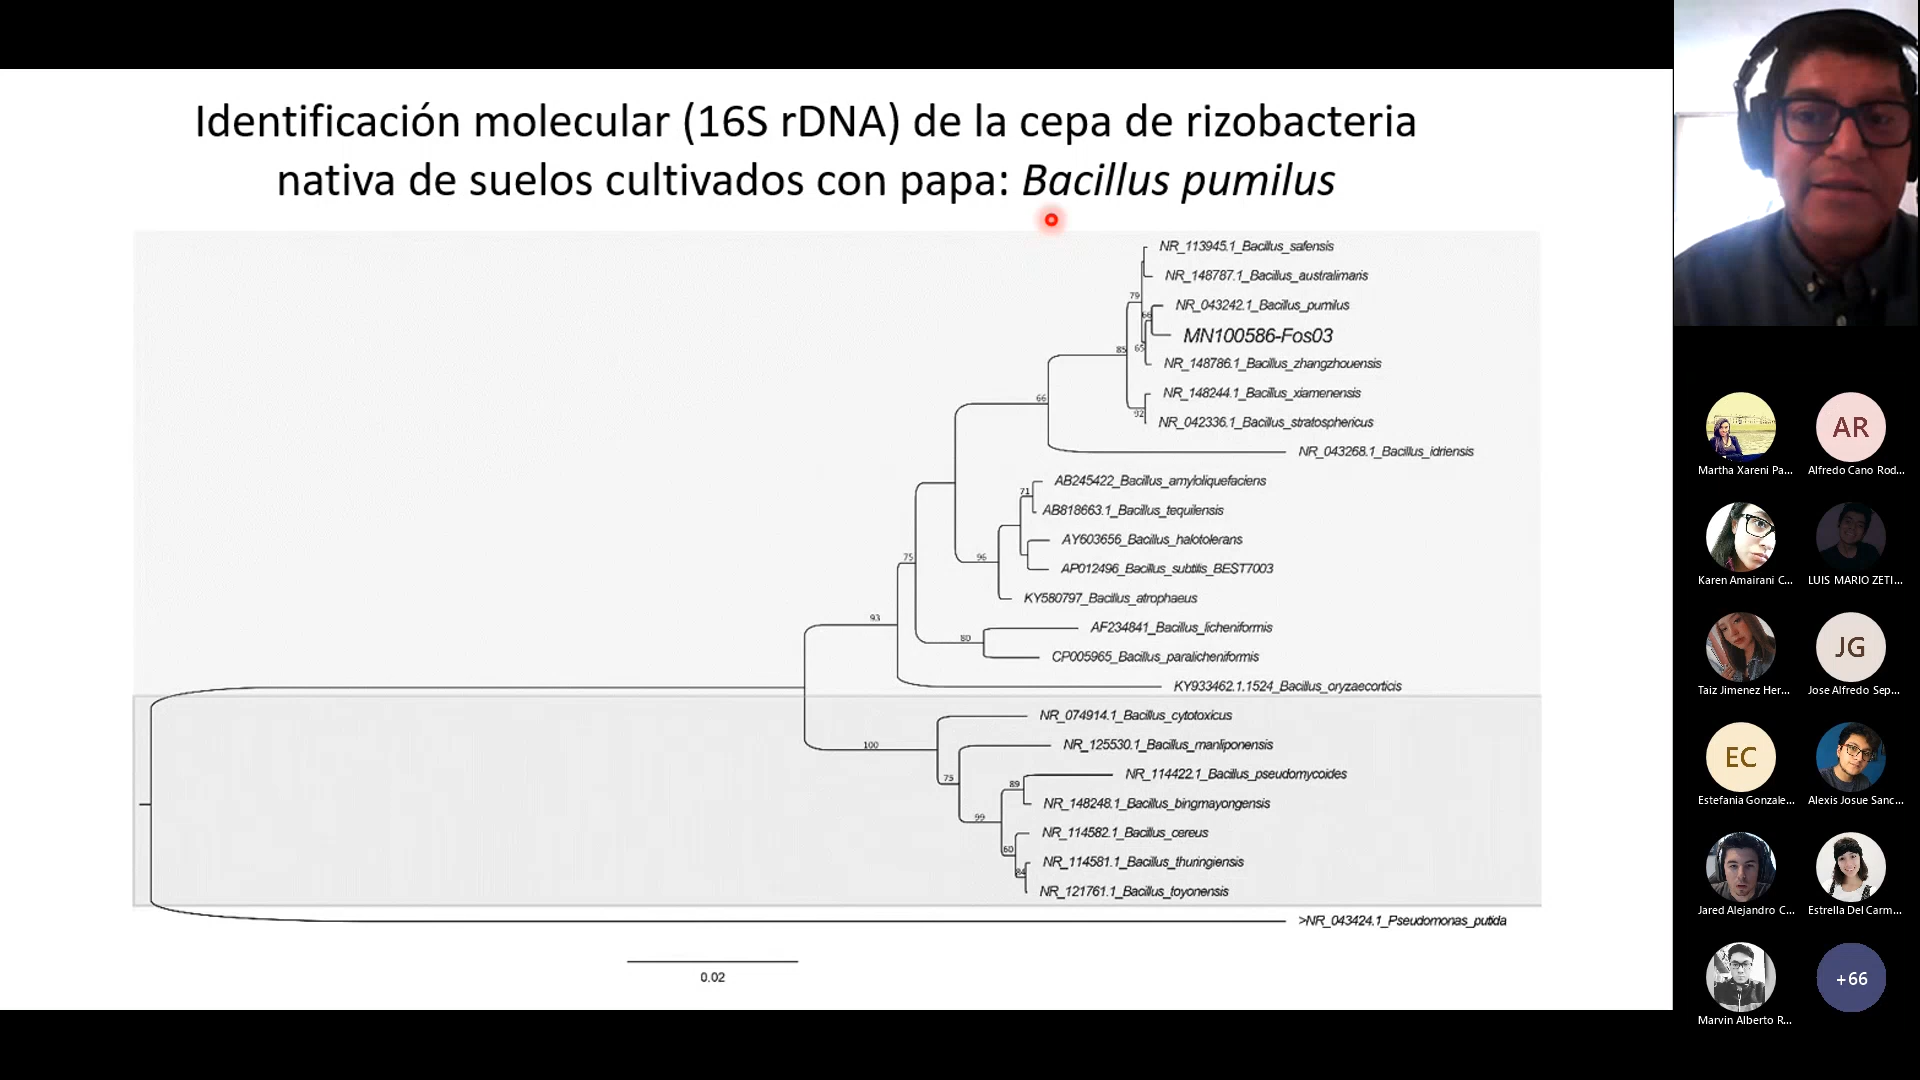 Identificación molecular (16S rDNA) de la cepa de rizobacteria
nativa de suelos cultivados con papa: Bacillus pumilus
NR_113945.1_Bacillus_safensis
NR_148787.1_Bacillus_australimaris
79
NR_043242.1_Bacillus_pumilus
66
MN100586-Fos03
85
65
NR_148786.1_Bacillus_zhangzhouensis
NR_148244.1_Bacillus_xiamenensis
92
NR_042336.1_Bacillus_stratosphericus
66
NR_043268.1_Bacillus_idriensis
AB245422_Bacillus_amyloliquefaciens
71
AB818663.1_Bacillus_tequilensis
AY603656_Bacillus_halotolerans
75
96
AP012496_Bacillus_subtilis_BEST7003
KY580797_Bacillus_atrophaeus
93
AF234841_Bacillus_licheniformis
80
CP005965_Bacillus_paralicheniformis
KY933462.1.1524_Bacillus_oryzaecorticis
NR_074914.1_Bacillus_cytotoxicus
100
NR_125530.1_Bacillus_manliponensis
75
NR_114422.1_Bacillus_pseudomycoides
89
NR_148248.1_Bacillus_bingmayongensis
99
NR_114582.1_Bacillus_cereus
60
NR_114581.1_Bacillus_thuringiensis
84
NR_121761.1_Bacillus_toyonensis
>NR_043424.1_Pseudomonas_putida
0.02
Martha Xareni Pa...
AR
Alfredo Cano Rod...
Karen Amairani C...
LUIS MARIO ZETI...
Taiz Jimenez Her...
JG
Jose Alfredo Sep...
EC
Estefania Gonzale...
Alexis Josue Sanc...
Jared Alejandro C...
Estrella Del Carm...
Marvin Alberto R...
+66